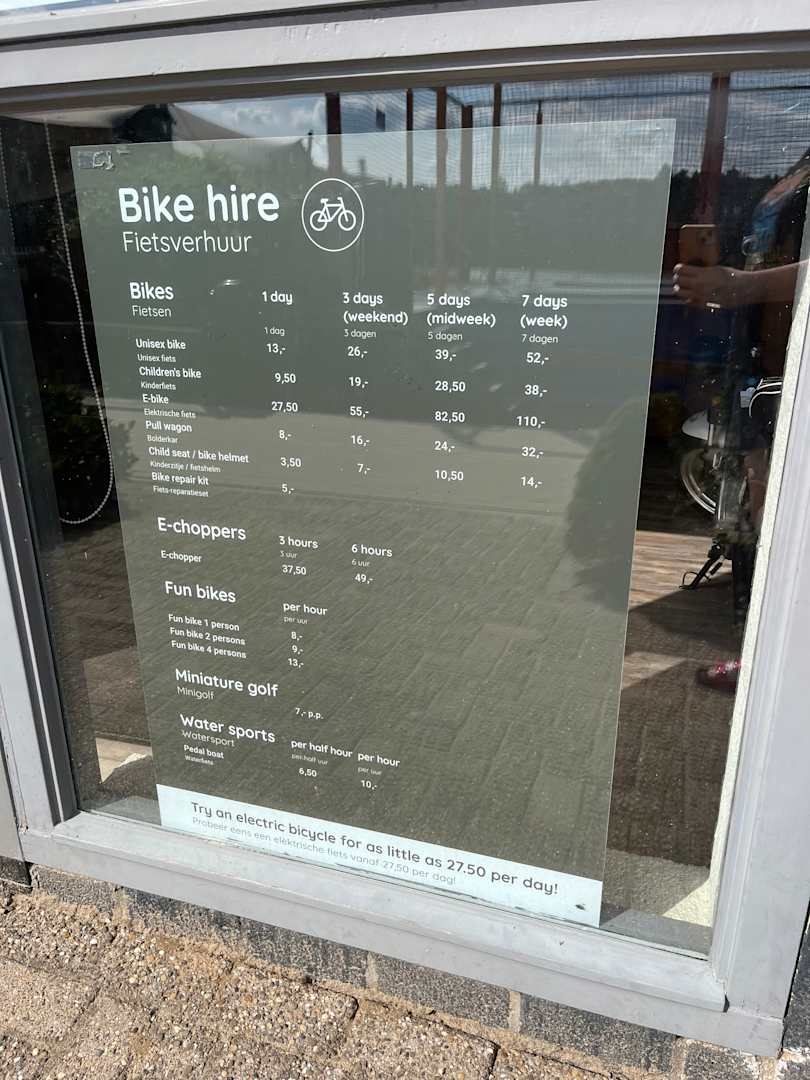 Bike hire
Fietsverhuur
Bikes 1 day 3 days 5 days 7 days
Fietsen (weekend) (midweek) (week)
1 dag 3 dagen 5 dagen 7 dagen
Unisex bike 13,- 26,- 39,- 52,-
Unisex fiets
Children's bike 9,50 19,- 28,50 38,-
Kinderfiets
E-bike 27,50 55,- 82,50 110,-
Elektrische fiets
Pull wagon 8,- 16,- 24,- 32,-
Bolderkar
Child seat / bike helmet 3,50 7,- 10,50 14,-
Kinderzitje / fietshelm
Bike repair kit 5,-
Fiets-reparatieset
E-choppers 3 hours 6 hours
3 uur 6 uur
E-chopper 37,50 49,-
Fun bikes per hour
per uur
Fun bike 1 person 8,-
Fun bike 2 persons 9,-
Fun bike 4 persons 13,-
Miniature golf
Minigolf
7,- p.p.
Water sports per half hour per hour
Watersport per half uur per uur
Pedal boat 6,50 10,-
Waterfiets
Try an electric bicycle for as little as 27.50 per day!
Probeer eens een elektrische fiets vanaf 27,50 per dag!